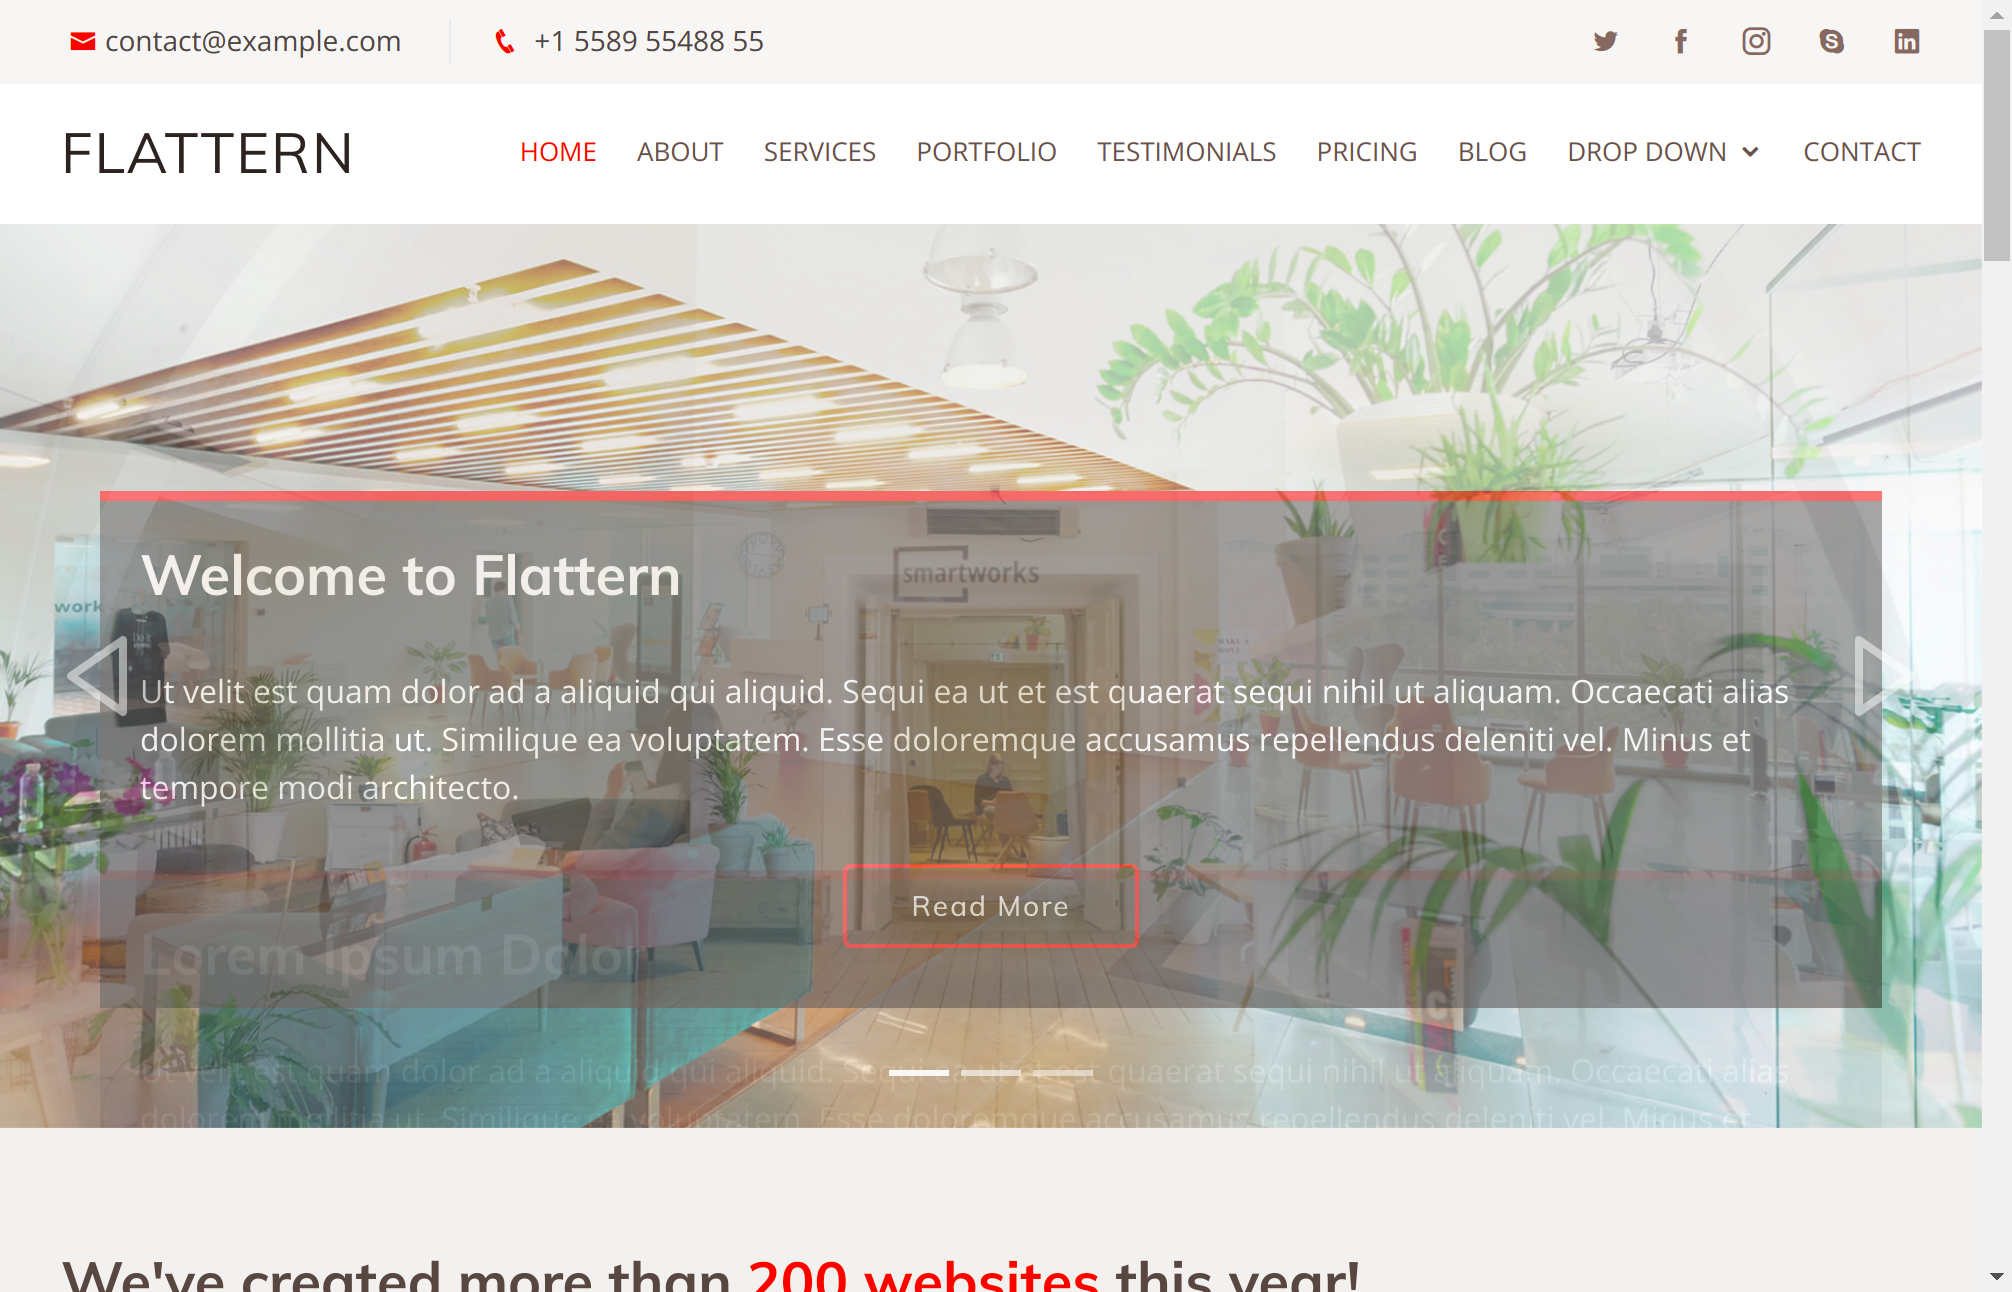 contact@example.com +1 5589 55488 55
FLATTERN HOME ABOUT SERVICES PORTFOLIO TESTIMONIALS PRICING BLOG DROP DOWN CONTACT
smartworks
Welcome to Flattern
work
MAKE A
MOVE
Ut velit est quam dolor ad a aliquid qui aliquid. Sequi ea ut et est quaerat sequi nihil ut aliquam. Occaecati alias
dolorem mollitia ut. Similique ea voluptatem. Esse doloremque accusamus repellendus deleniti vel. Minus et
tempore modi architecto.
Read More
Lorem Ipsum Dolor
Ut velit est quam dolor ad a aliquid qui aliquid. Sequi ea ut et est quaerat sequi nihil ut aliquam. Occaecati alias
dolorem mollitia ut. Similique ea voluptatem. Esse doloremque accusamus repellendus deleniti vel. Minus et
We've created more than 200 websites this year!